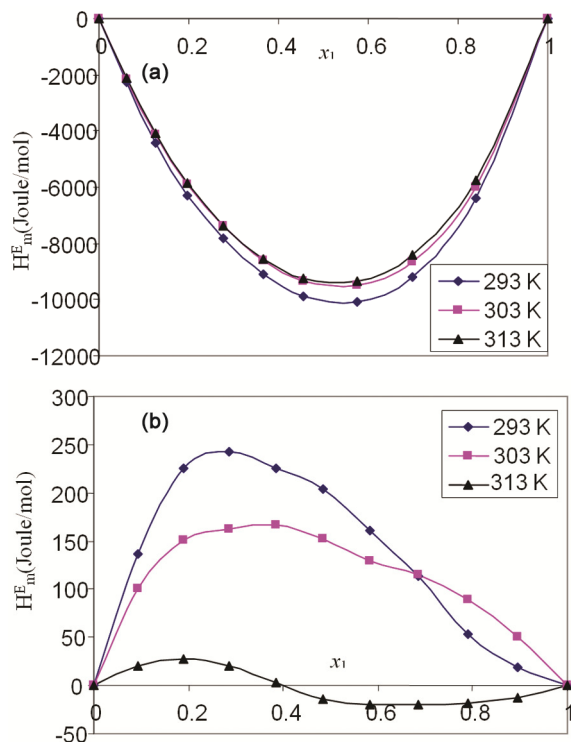 0
-2000
-4000
-6000
-8000
-10000
-12000
H^E_m(Joule/mol)
(a)
x₁
0 0.2 0.4 0.6 0.8 1
293 K
303 K
313 K
300
250
200
150
100
50
0
-50
H^E_m(Joule/mol)
(b)
293 K
303 K
313 K
x₁
0 0.2 0.4 0.6 0.8 1